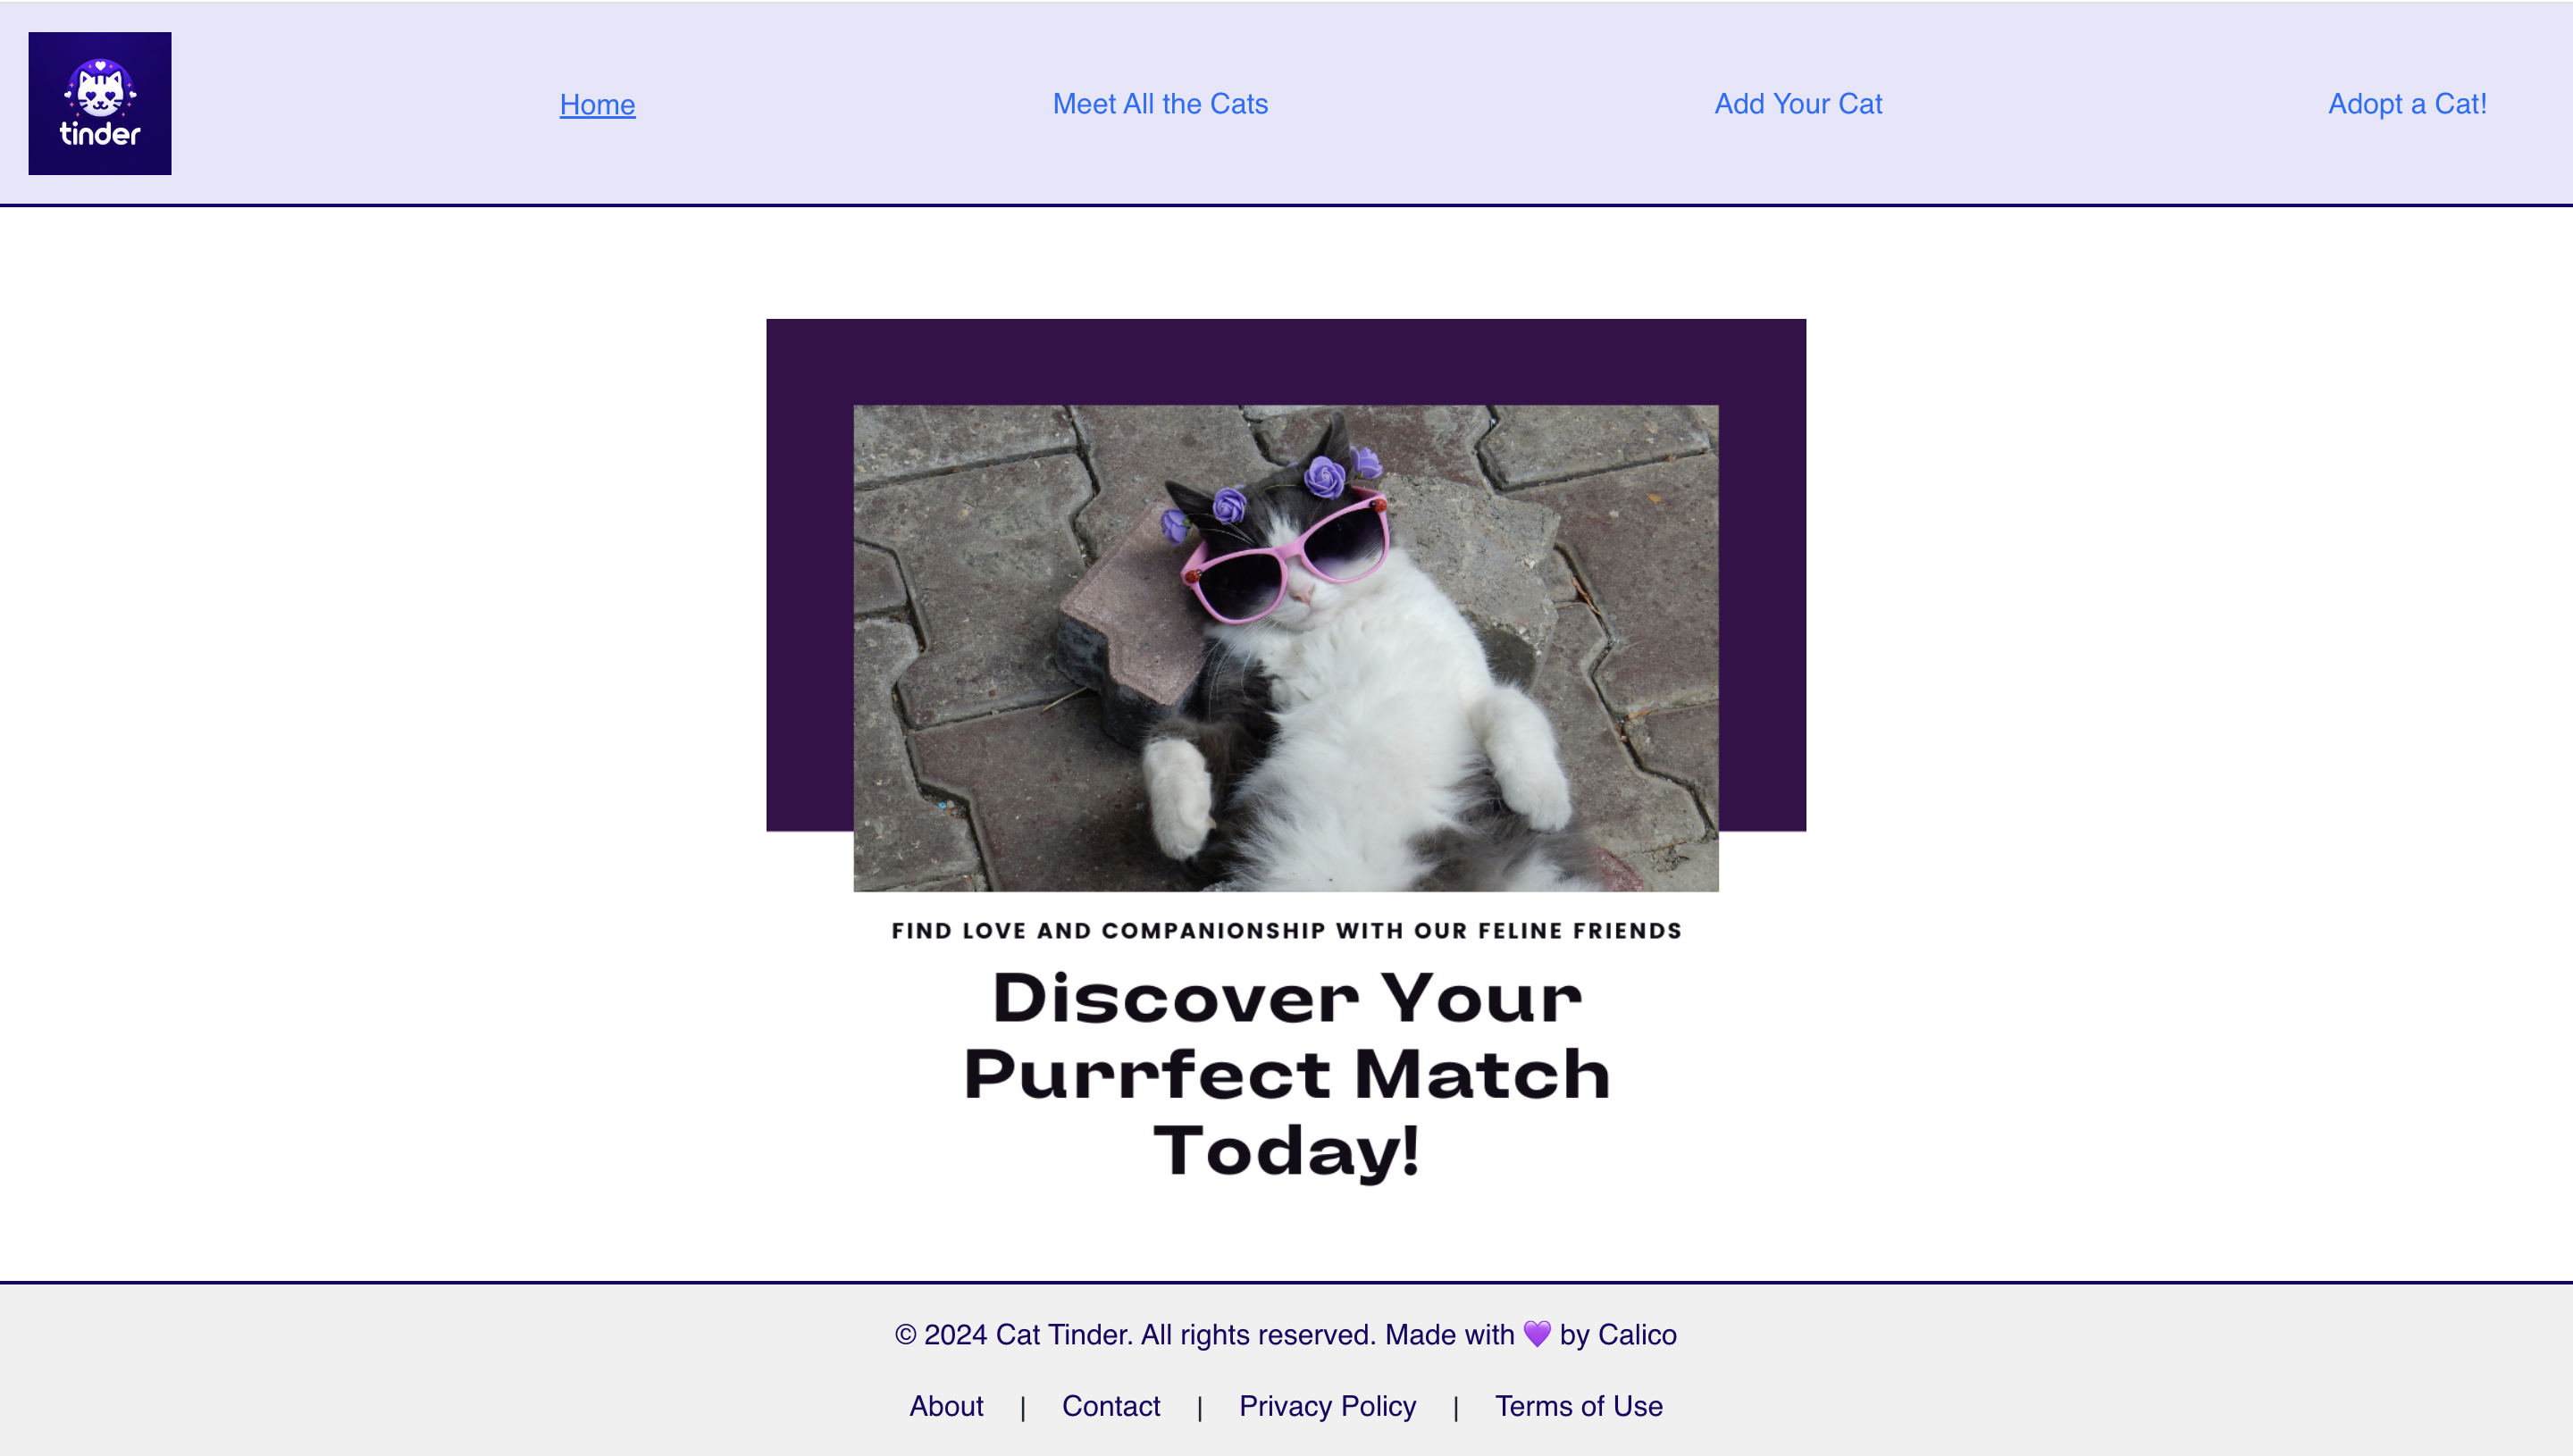 tinder
Home
Meet All the Cats
Add Your Cat
Adopt a Cat!
FIND LOVE AND COMPANIONSHIP WITH OUR FELINE FRIENDS
Discover Your
Purrfect Match
Today!
© 2024 Cat Tinder. All rights reserved. Made with 💜 by Calico
About | Contact | Privacy Policy | Terms of Use